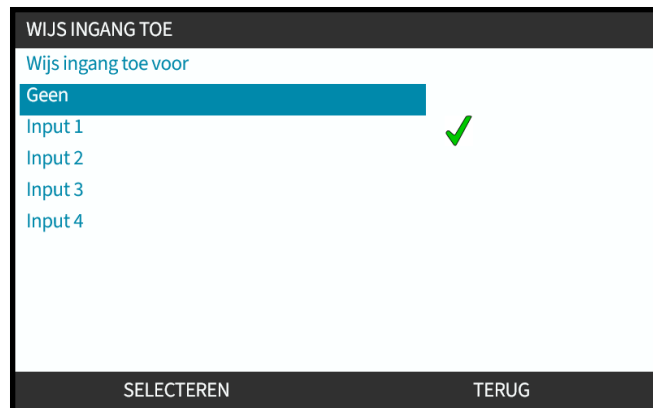 WIJS INGANG TOE
Wijs ingang toe voor
Geen
Input 1
Input 2
Input 3
Input 4
SELECTEREN TERUG